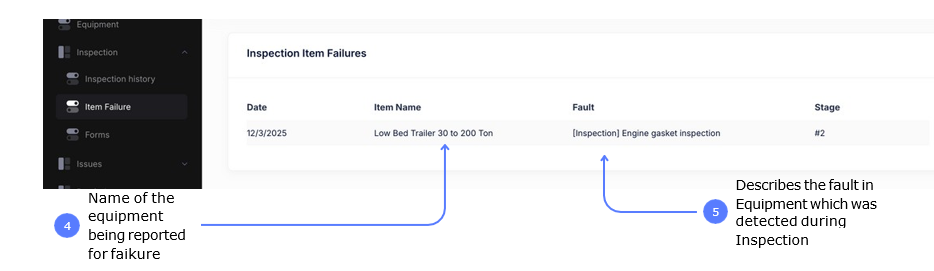 Equipment
Inspection
Inspection history
Item Failure
Forms
Issues
Inspection Item Failures
Date Item Name Fault Stage
12/3/2025 Low Bed Trailer 30 to 200 Ton [Inspection] Engine gasket inspection #2
4
Name of the
equipment
being reported
for faikure
5
Describes the fault in
Equipment which was
detected during
Inspection